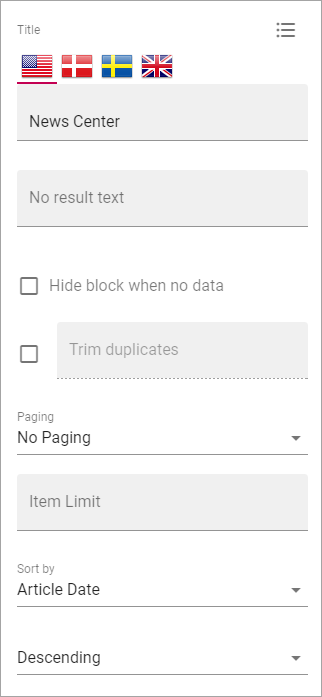 Title
News Center
No result text
Hide block when no data
Trim duplicates
Paging
No Paging
Item Limit
Sort by
Article Date
Descending